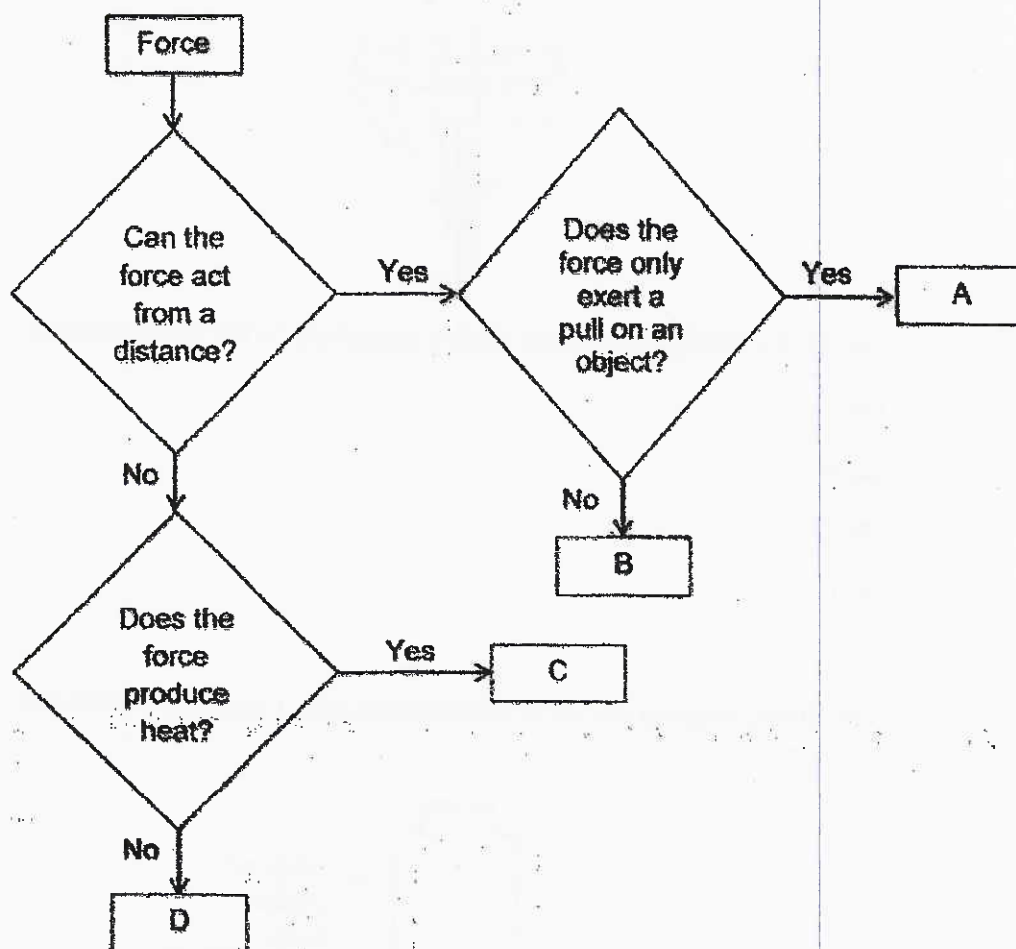 Force
Can the
force act
from a
distance?
Yes
Does the
force only
exert a
pull on an
object?
Yes
A
No
No
B
Does the
force
produce
heat?
Yes
C
No
D